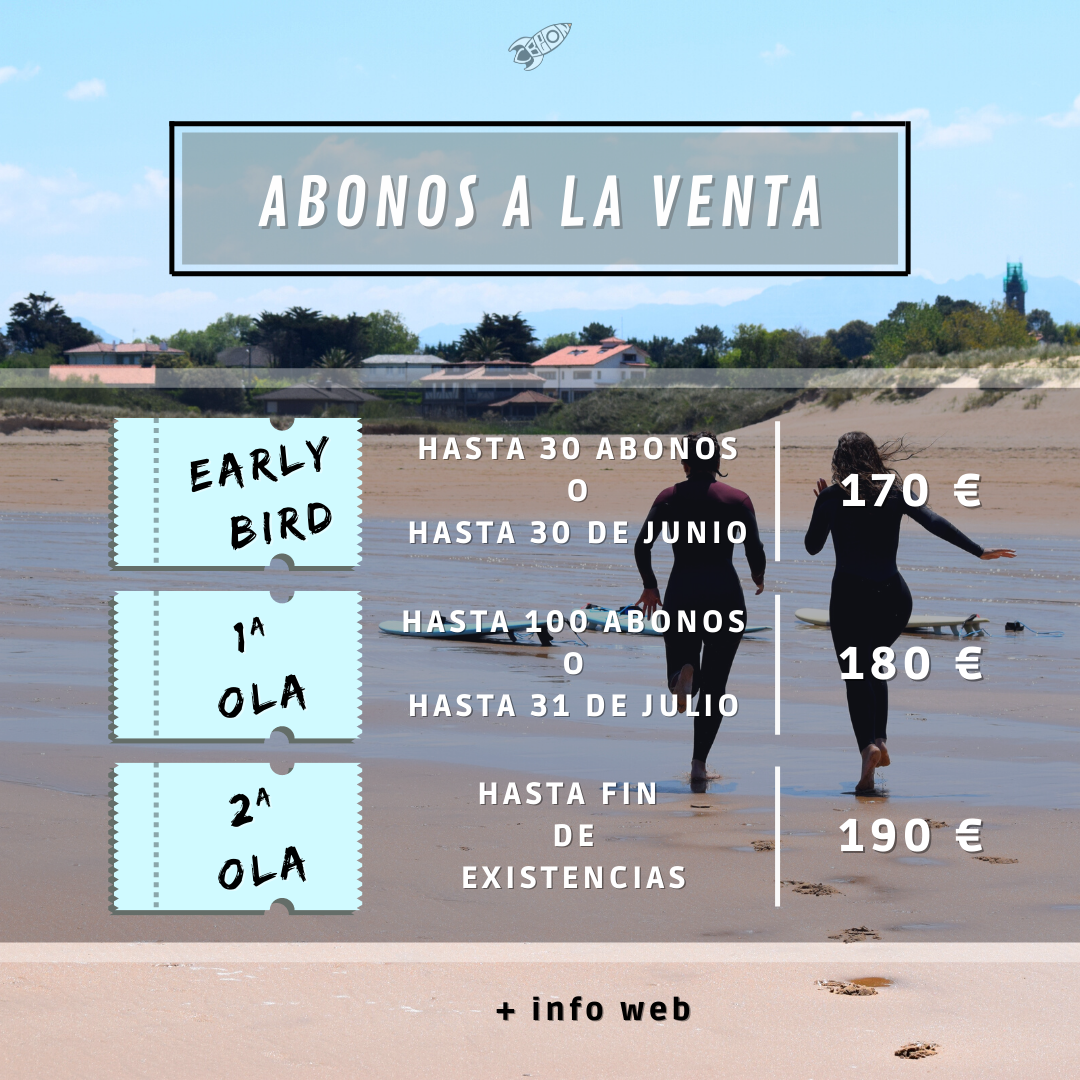 ABONOS A LA VENTA
EARLY
BIRD
HASTA 30 ABONOS
O
HASTA 30 DE JUNIO
170 €
1ª
OLA
HASTA 100 ABONOS
O
HASTA 31 DE JULIO
180 €
2ª
OLA
HASTA FIN
DE
EXISTENCIAS
190 €
+ info web